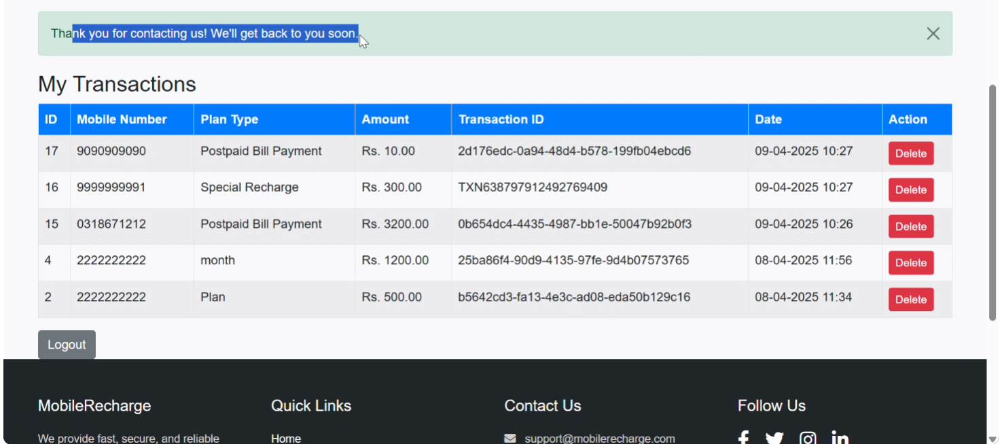 Thank you for contacting us! We'll get back to you soon.
My Transactions
ID Mobile Number Plan Type Amount Transaction ID Date Action
17 9090909090 Postpaid Bill Payment Rs. 10.00 2d176edc-0a94-48d4-b578-199fb04ebcd6 09-04-2025 10:27 Delete
16 9999999991 Special Recharge Rs. 300.00 TXN638797912492769409 09-04-2025 10:27 Delete
15 0318671212 Postpaid Bill Payment Rs. 3200.00 0b654dc4-4435-4987-bb1e-50047b92b0f3 09-04-2025 10:26 Delete
4 2222222222 month Rs. 1200.00 25ba86f4-90d9-4135-97fe-9d4b07573765 08-04-2025 11:56 Delete
2 2222222222 Plan Rs. 500.00 b5642cd3-fa13-4e3c-ad08-eda50b129c16 08-04-2025 11:34 Delete
Logout
MobileRecharge Quick Links Contact Us Follow Us
We provide fast, secure, and reliable Home support@mobilerecharge.com